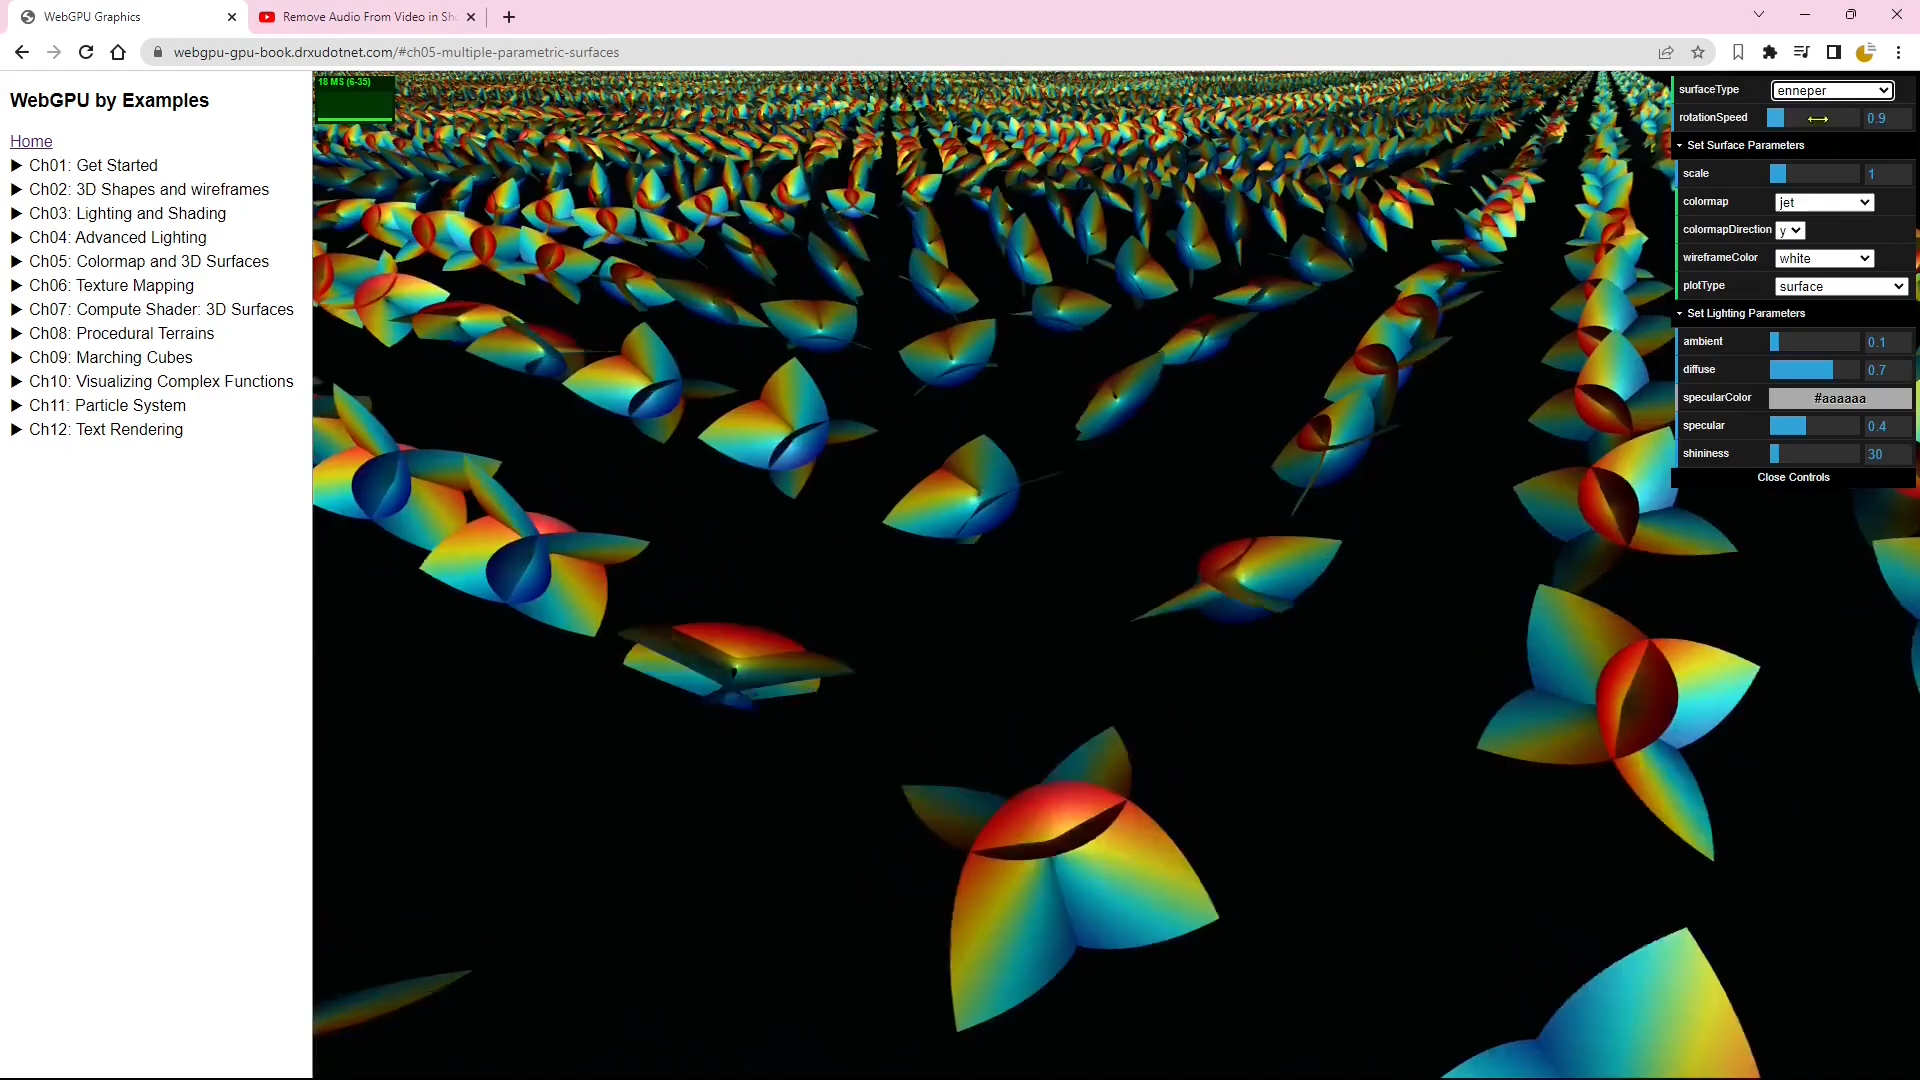 WebGPU Graphics
Remove Audio From Video in Sh
webgpu-gpu-book.drxudotnet.com/#ch05-multiple-parametric-surfaces
WebGPU by Examples
Home
Ch01: Get Started
Ch02: 3D Shapes and wireframes
Ch03: Lighting and Shading
Ch04: Advanced Lighting
Ch05: Colormap and 3D Surfaces
Ch06: Texture Mapping
Ch07: Compute Shader: 3D Surfaces
Ch08: Procedural Terrains
Ch09: Marching Cubes
Ch10: Visualizing Complex Functions
Ch11: Particle System
Ch12: Text Rendering
18 MS (6-35)
surfaceType enneper
rotationSpeed 0.9
Set Surface Parameters
scale 1
colormap jet
colormapDirection y
wireframeColor white
plotType surface
Set Lighting Parameters
ambient 0.1
diffuse 0.7
specularColor #aaaaaa
specular 0.4
shininess 30
Close Controls